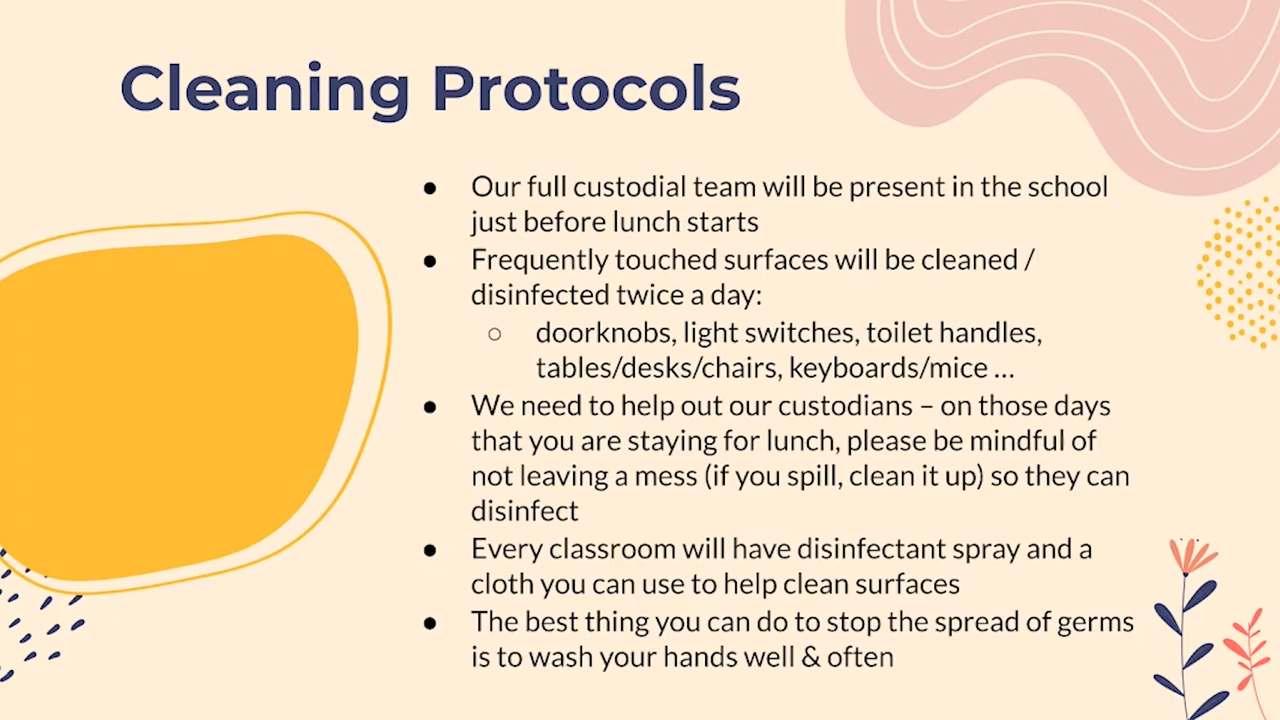 Cleaning Protocols
● Our full custodial team will be present in the school
just before lunch starts
● Frequently touched surfaces will be cleaned /
disinfected twice a day:
○ doorknobs, light switches, toilet handles,
tables/desks/chairs, keyboards/mice ...
● We need to help out our custodians – on those days
that you are staying for lunch, please be mindful of
not leaving a mess (if you spill, clean it up) so they can
disinfect
● Every classroom will have disinfectant spray and a
cloth you can use to help clean surfaces
● The best thing you can do to stop the spread of germs
is to wash your hands well & often